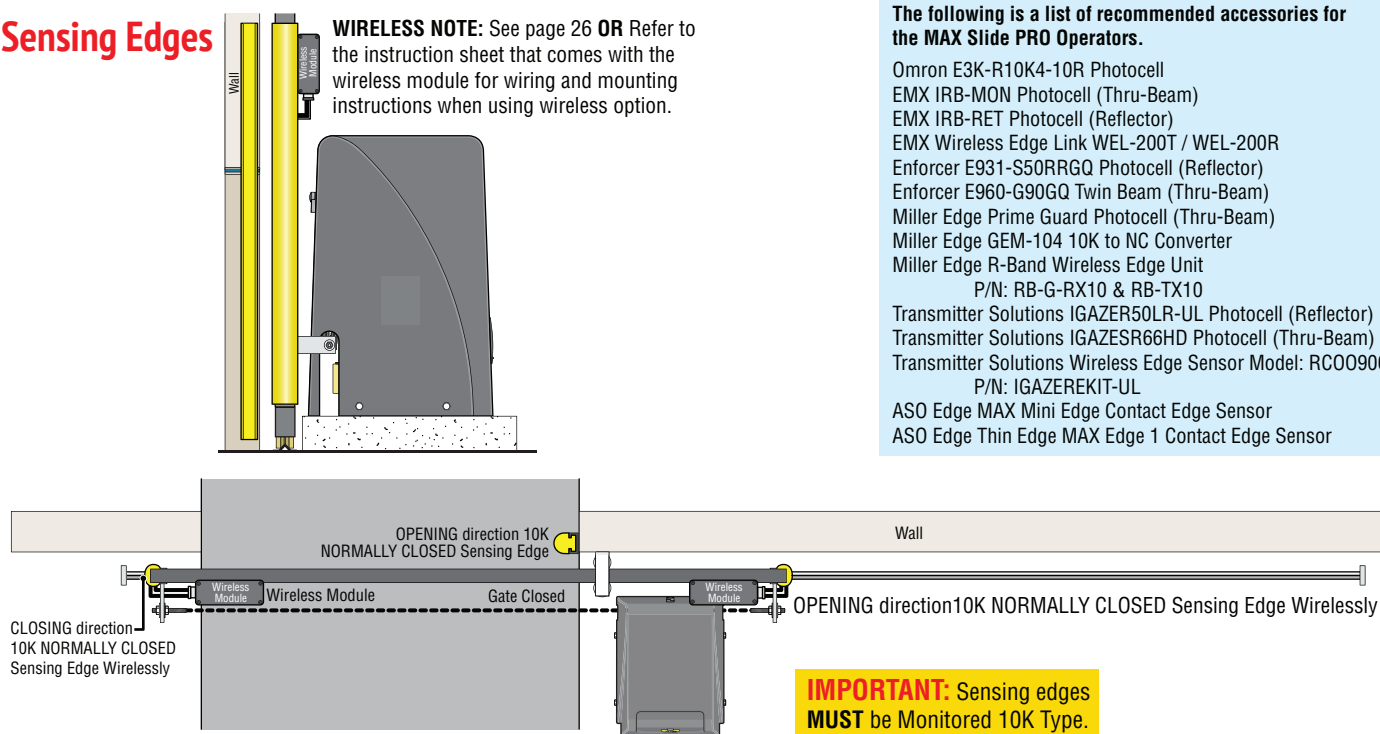 Sensing Edges
Wall
Wireless
Module
WIRELESS NOTE: See page 26 OR Refer to
the instruction sheet that comes with the
wireless module for wiring and mounting
instructions when using wireless option.
The following is a list of recommended accessories for
the MAX Slide PRO Operators.
Omron E3K-R10K4-10R Photocell
EMX IRB-MON Photocell (Thru-Beam)
EMX IRB-RET Photocell (Reflector)
EMX Wireless Edge Link WEL-200T / WEL-200R
Enforcer E931-S50RRGQ Photocell (Reflector)
Enforcer E960-G90GQ Twin Beam (Thru-Beam)
Miller Edge Prime Guard Photocell (Thru-Beam)
Miller Edge GEM-104 10K to NC Converter
Miller Edge R-Band Wireless Edge Unit
P/N: RB-G-RX10 & RB-TX10
Transmitter Solutions IGAZER50LR-UL Photocell (Reflector)
Transmitter Solutions IGAZESR66HD Photocell (Thru-Beam)
Transmitter Solutions Wireless Edge Sensor Model:
P/N: IGAZEREKIT-UL
ASO Edge MAX Mini Edge Contact Edge Sensor
ASO Edge Thin Edge MAX Edge 1 Contact Edge Sensor
OPENING direction 10K
NORMALLY CLOSED Sensing Edge
Wall
Wireless
Module
Wireless Module
Gate Closed
Wireless
Module
OPENING direction10K NORMALLY CLOSED Sensing Edge Wirelessly
CLOSING direction
10K NORMALLY CLOSED
Sensing Edge Wirelessly
IMPORTANT: Sensing edges
MUST be Monitored 10K Type.